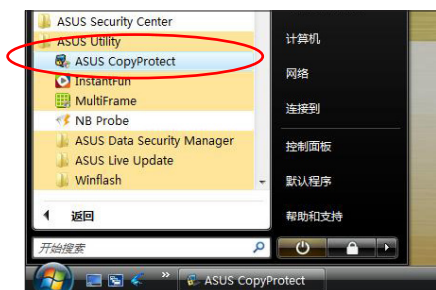 ASUS Security Center
ASUS Utility
ASUS CopyProtect
InstantFun
MultiFrame
NB Probe
ASUS Data Security Manager
ASUS Live Update
Winflash
返回
开始搜索
计算机
网络
连接到
控制面板
默认程序
帮助和支持
ASUS CopyProtect